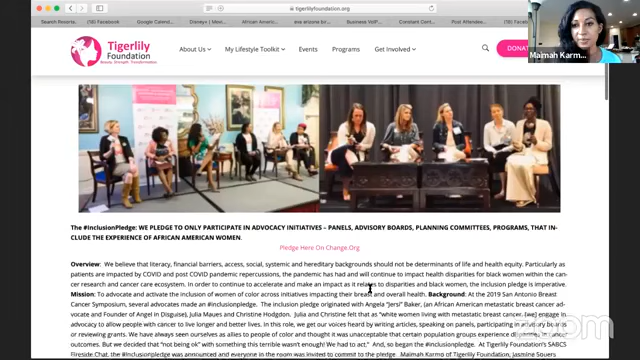 tigerlilyfoundation.org
Search Results
(18) Facebook
Google Calend...
Disney+ | Mov...
African Ameri...
Business VoIP...
Constant Cont...
Post Attendee...
(18) Facebook
Tigerlily
Foundation
Beauty. Strength. Transformation.
About Us
My Lifestyle Toolkit
Events
Programs
Get Involved
DONAT
Maimah Karm...
The #InclusionPledge: WE PLEDGE TO ONLY PARTICIPATE IN ADVOCACY INITIATIVES – PANELS, ADVISORY BOARDS, PLANNING COMMITTEES, PROGRAMS, THAT IN-
CLUDE THE EXPERIENCE OF AFRICAN AMERICAN WOMEN.
Pledge Here On Change.Org
Overview: We believe that literacy, financial barriers, access, social, systemic and hereditary backgrounds should not be determinants of life and health equity. Particularly as
patients are impacted by COVID and post COVID pandemic repercussions, the pandemic has had and will continue to impact health disparities for black women within the can-
cer research and cancer care ecosystem. In order to continue to accelerate and make an impact as it relates to disparities and black women, the inclusion pledge is imperative.
Mission: To advocate and activate the inclusion of women of color across initiatives impacting their breast and overall health. Background: At the 2019 San Antonio Breast
Cancer Symposium, several advocates made an #inclusionpledge. The inclusion pledge originated with Angela "Jersi" Baker, (an African American metastatic breast cancer ad-
vocate and Founder of Angel in Disguise), Julia Maues and Christine Hodgdon. Julia and Christine felt that as "white women living with metastatic breast cancer, [we] engage in
advocacy to allow people with cancer to live longer and better lives. In this role, we get our voices heard by writing articles, speaking on panels, participating in advisory boards
or reviewing grants. We have always seen ourselves as allies to people of color and thought it was unacceptable that certain population groups experience
outcomes. But we decided that "not being ok" with something this terrible wasn't enough! We had to act." And, so began the #inclusionpledge. At Tigerlily Foundation's SABCS
Fireside Chat, the #Inclusionpledge was announced and everyone in the room was invited to commit to the pledge. Maimah Karmo of Tigerlily Foundation, Jasmine Souers
zoom